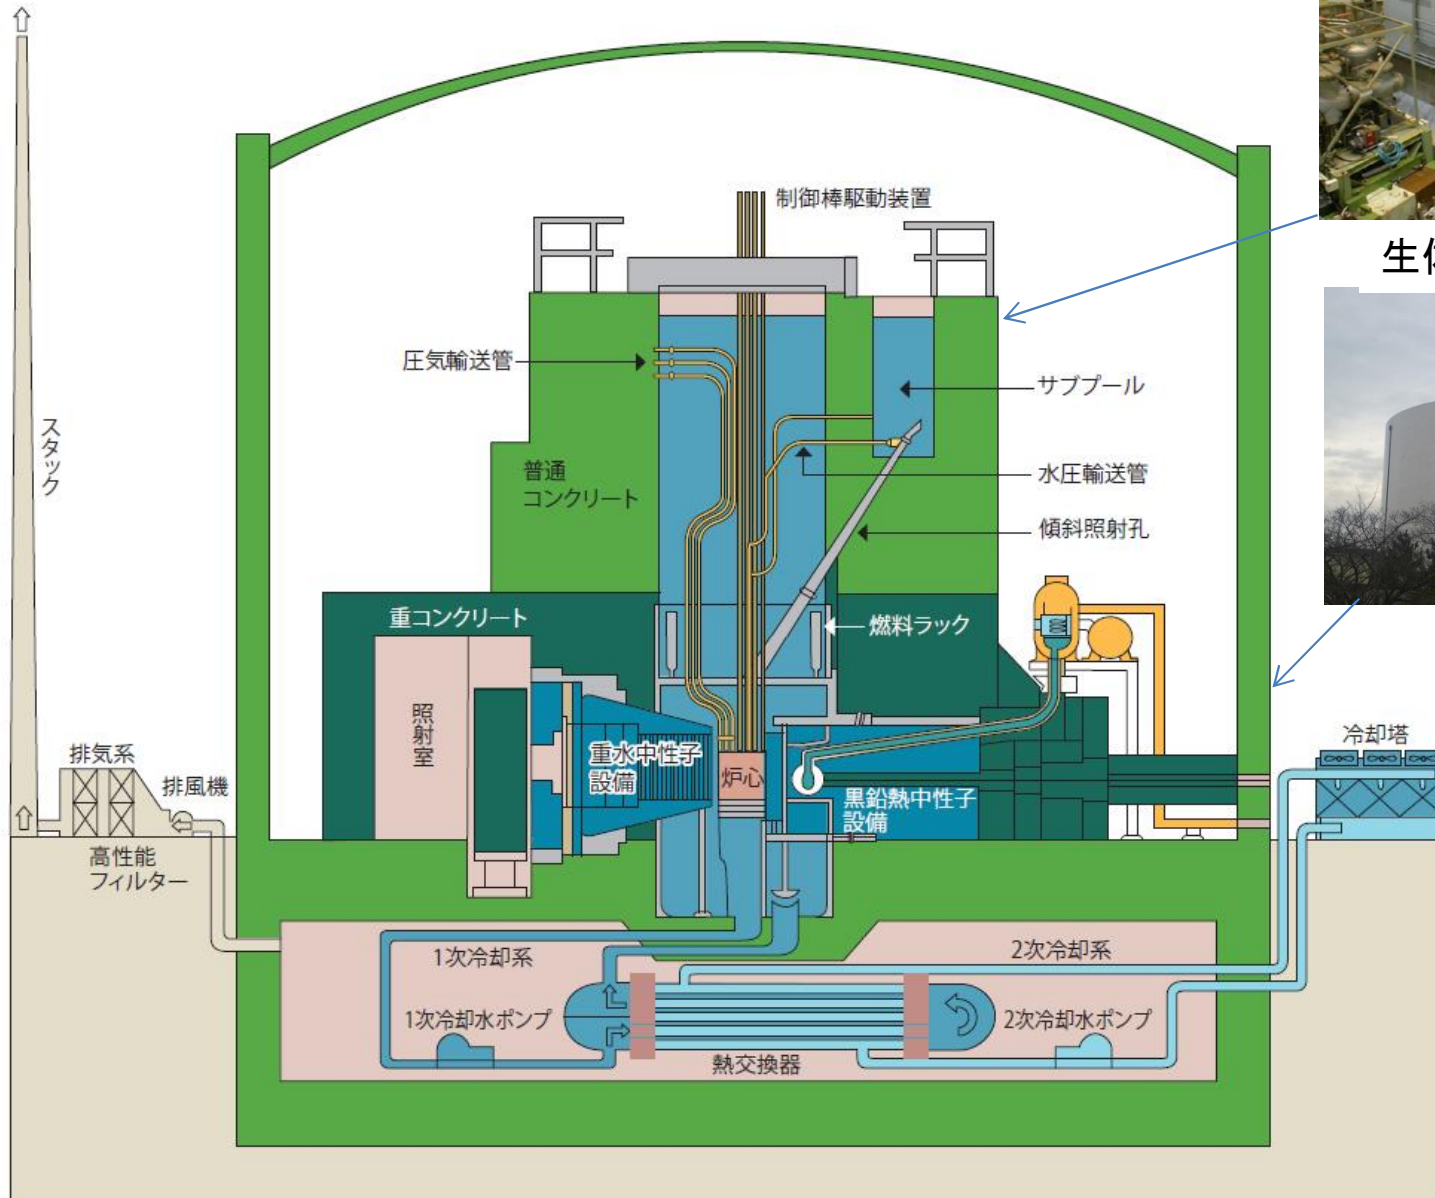 制御棒駆動装置
生
圧気輸送管
サブプール
スタック
普通
コンクリート
水圧輸送管
傾斜照射孔
重コンクリート
燃料ラック
照射室
重水中性子
設備
炉心
黒鉛熱中性子
設備
冷却塔
排気系
排風機
高性能
フィルター
1次冷却系
2次冷却系
1次冷却水ポンプ
2次冷却水ポンプ
熱交換器